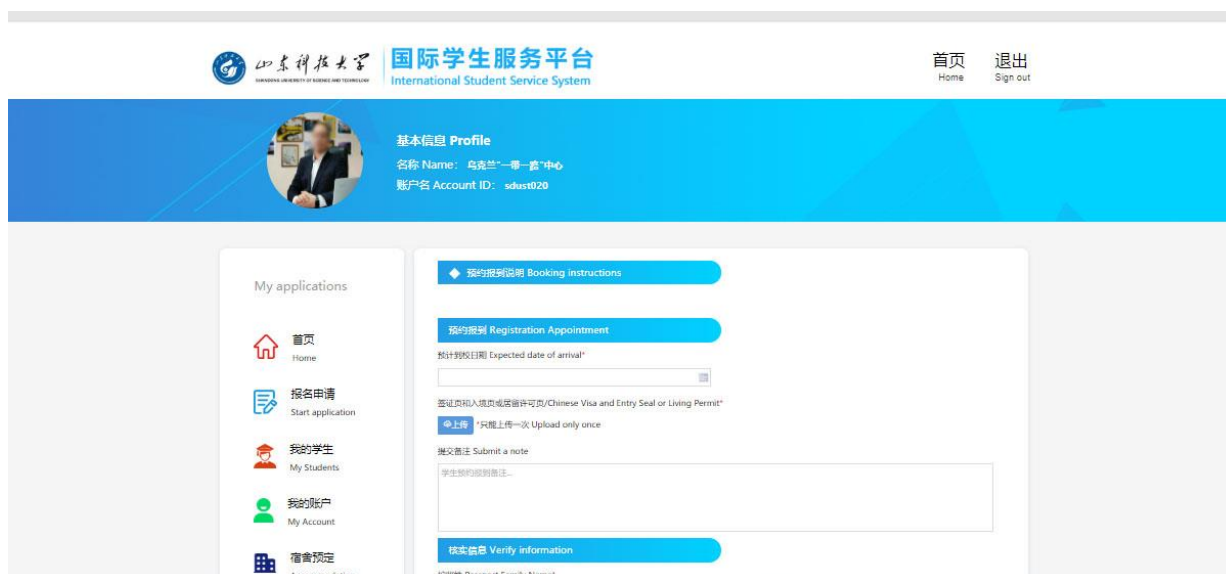 山东科技大学
SHANDONG UNIVERSITY OF SCIENCE AND TECHNOLOGY
国际学生服务平台
International Student Service System
首页
Home
退出
Sign out
基本信息 Profile
名称 Name: 乌克兰"一带一路"中心
账户名 Account ID: sdust020
My applications
首页
Home
报名申请
Start application
我的学生
My Students
我的账户
My Account
宿舍预定
预约报到说明 Booking instructions
预约报到 Registration Appointment
预计到校日期 Expected date of arrival*
签证页和入境页或居留许可页/Chinese Visa and Entry Seal or Living Permit*
上传 *只能上传一次 Upload only once
提交备注 Submit a note
学生预约报到备注...
核实信息 Verify information